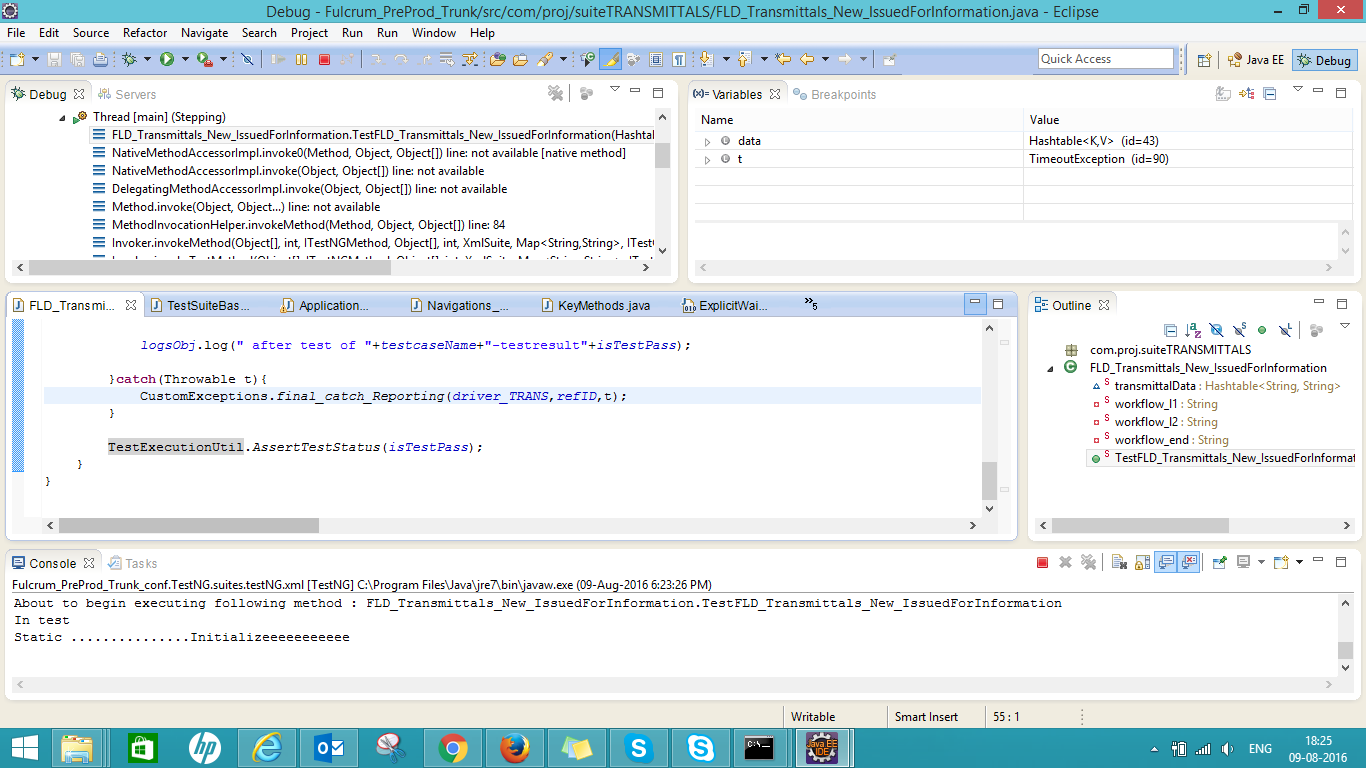 Debug - Fulcrum_PreProd_Trunk/src/com/proj/suiteTRANSMITTALS/FLD_Transmittals_New_IssuedForInformation.java - Eclipse
File Edit Source Refactor Navigate Search Project Run Run Window Help
Quick Access
Java EE
Debug
Debug
Servers
Thread [main] (Stepping)
FLD_Transmittals_New_IssuedForInformation.TestFLD_Transmittals_New_IssuedForInformation(Hashtal
NativeMethodAccessorImpl.invoke0(Method, Object, Object[]) line: not available [native method]
NativeMethodAccessorImpl.invoke(Object, Object[]) line: not available
DelegatingMethodAccessorImpl.invoke(Object, Object[]) line: not available
Method.invoke(Object, Object...) line: not available
MethodInvocationHelper.invokeMethod(Method, Object, Object[]) line: 84
Invoker.invokeMethod(Object[], int, ITestNGMethod, Object[], int, XmlSuite, Map<String,String>, ITest
(x)= Variables
Breakpoints
Name Value
data Hashtable<K,V> (id=43)
t TimeoutException (id=90)
FLD_Transmi...
TestSuiteBas...
Application...
Navigations_...
KeyMethods.java
ExplicitWai...
»5
logsObj.log(" after test of "+testcaseName+"-testresult"+isTestPass);
}catch(Throwable t){
CustomExceptions.final_catch_Reporting(driver_TRANS,refID,t);
}
TestExecutionUtil.AssertTestStatus(isTestPass);
}
}
Outline
com.proj.suiteTRANSMITTALS
FLD_Transmittals_New_IssuedForInformation
transmittalData : Hashtable<String, String>
workflow_l1 : String
workflow_l2 : String
workflow_end : String
TestFLD_Transmittals_New_IssuedForInformat
Console
Tasks
Fulcrum_PreProd_Trunk_conf.TestNG.suites.testNG.xml [TestNG] C:\Program Files\Java\jre7\bin\javaw.exe (09-Aug-2016 6:23:26 PM)
About to begin executing following method : FLD_Transmittals_New_IssuedForInformation.TestFLD_Transmittals_New_IssuedForInformation
In test
Static ...............Initializeeeeeeeeeee
Writable
Smart Insert
55 : 1
ENG
18:25
09-08-2016